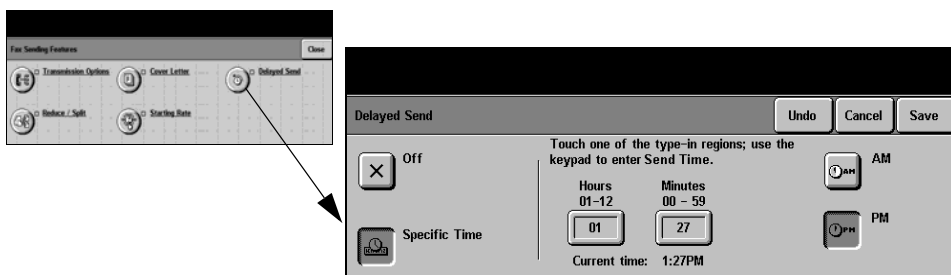 Fax Sending Features
Close
Transmission Options
Cover Letter
Delayed Send
Reduce / Split
Starting Rate
Delayed Send
Undo
Cancel
Save
Off
Specific Time
Touch one of the type-in regions; use the
keypad to enter Send Time.
Hours
01-12
Minutes
00 - 59
01
27
Current time: 1:27PM
AM
AM
PM
PM